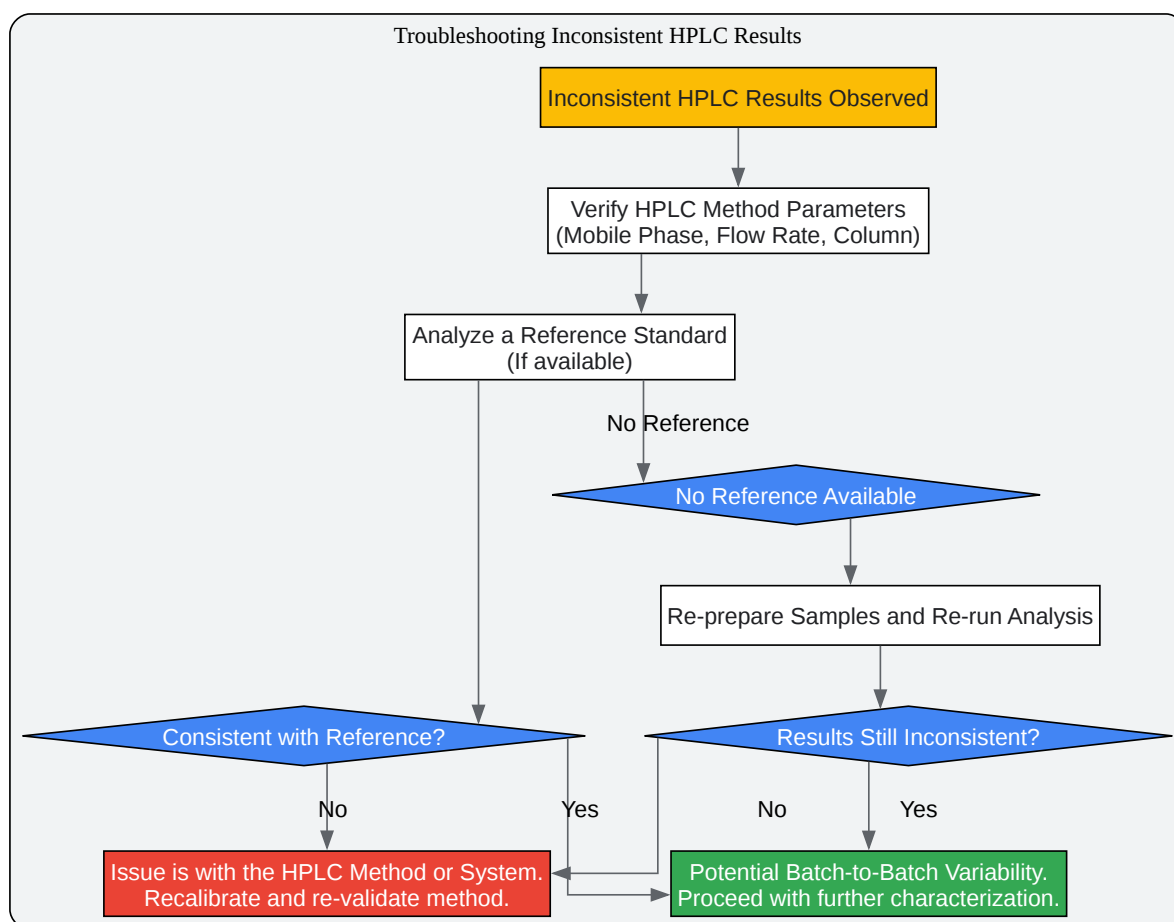 Troubleshooting Inconsistent HPLC Results
Inconsistent HPLC Results Observed
Verify HPLC Method Parameters
(Mobile Phase, Flow Rate, Column)
Analyze a Reference Standard
(If available)
No Reference
No Reference Available
Re-prepare Samples and Re-run Analysis
Consistent with Reference?
Results Still Inconsistent?
No
Yes
No
Yes
Issue is with the HPLC Method or System.
Recalibrate and re-validate method.
Potential Batch-to-Batch Variability.
Proceed with further characterization.